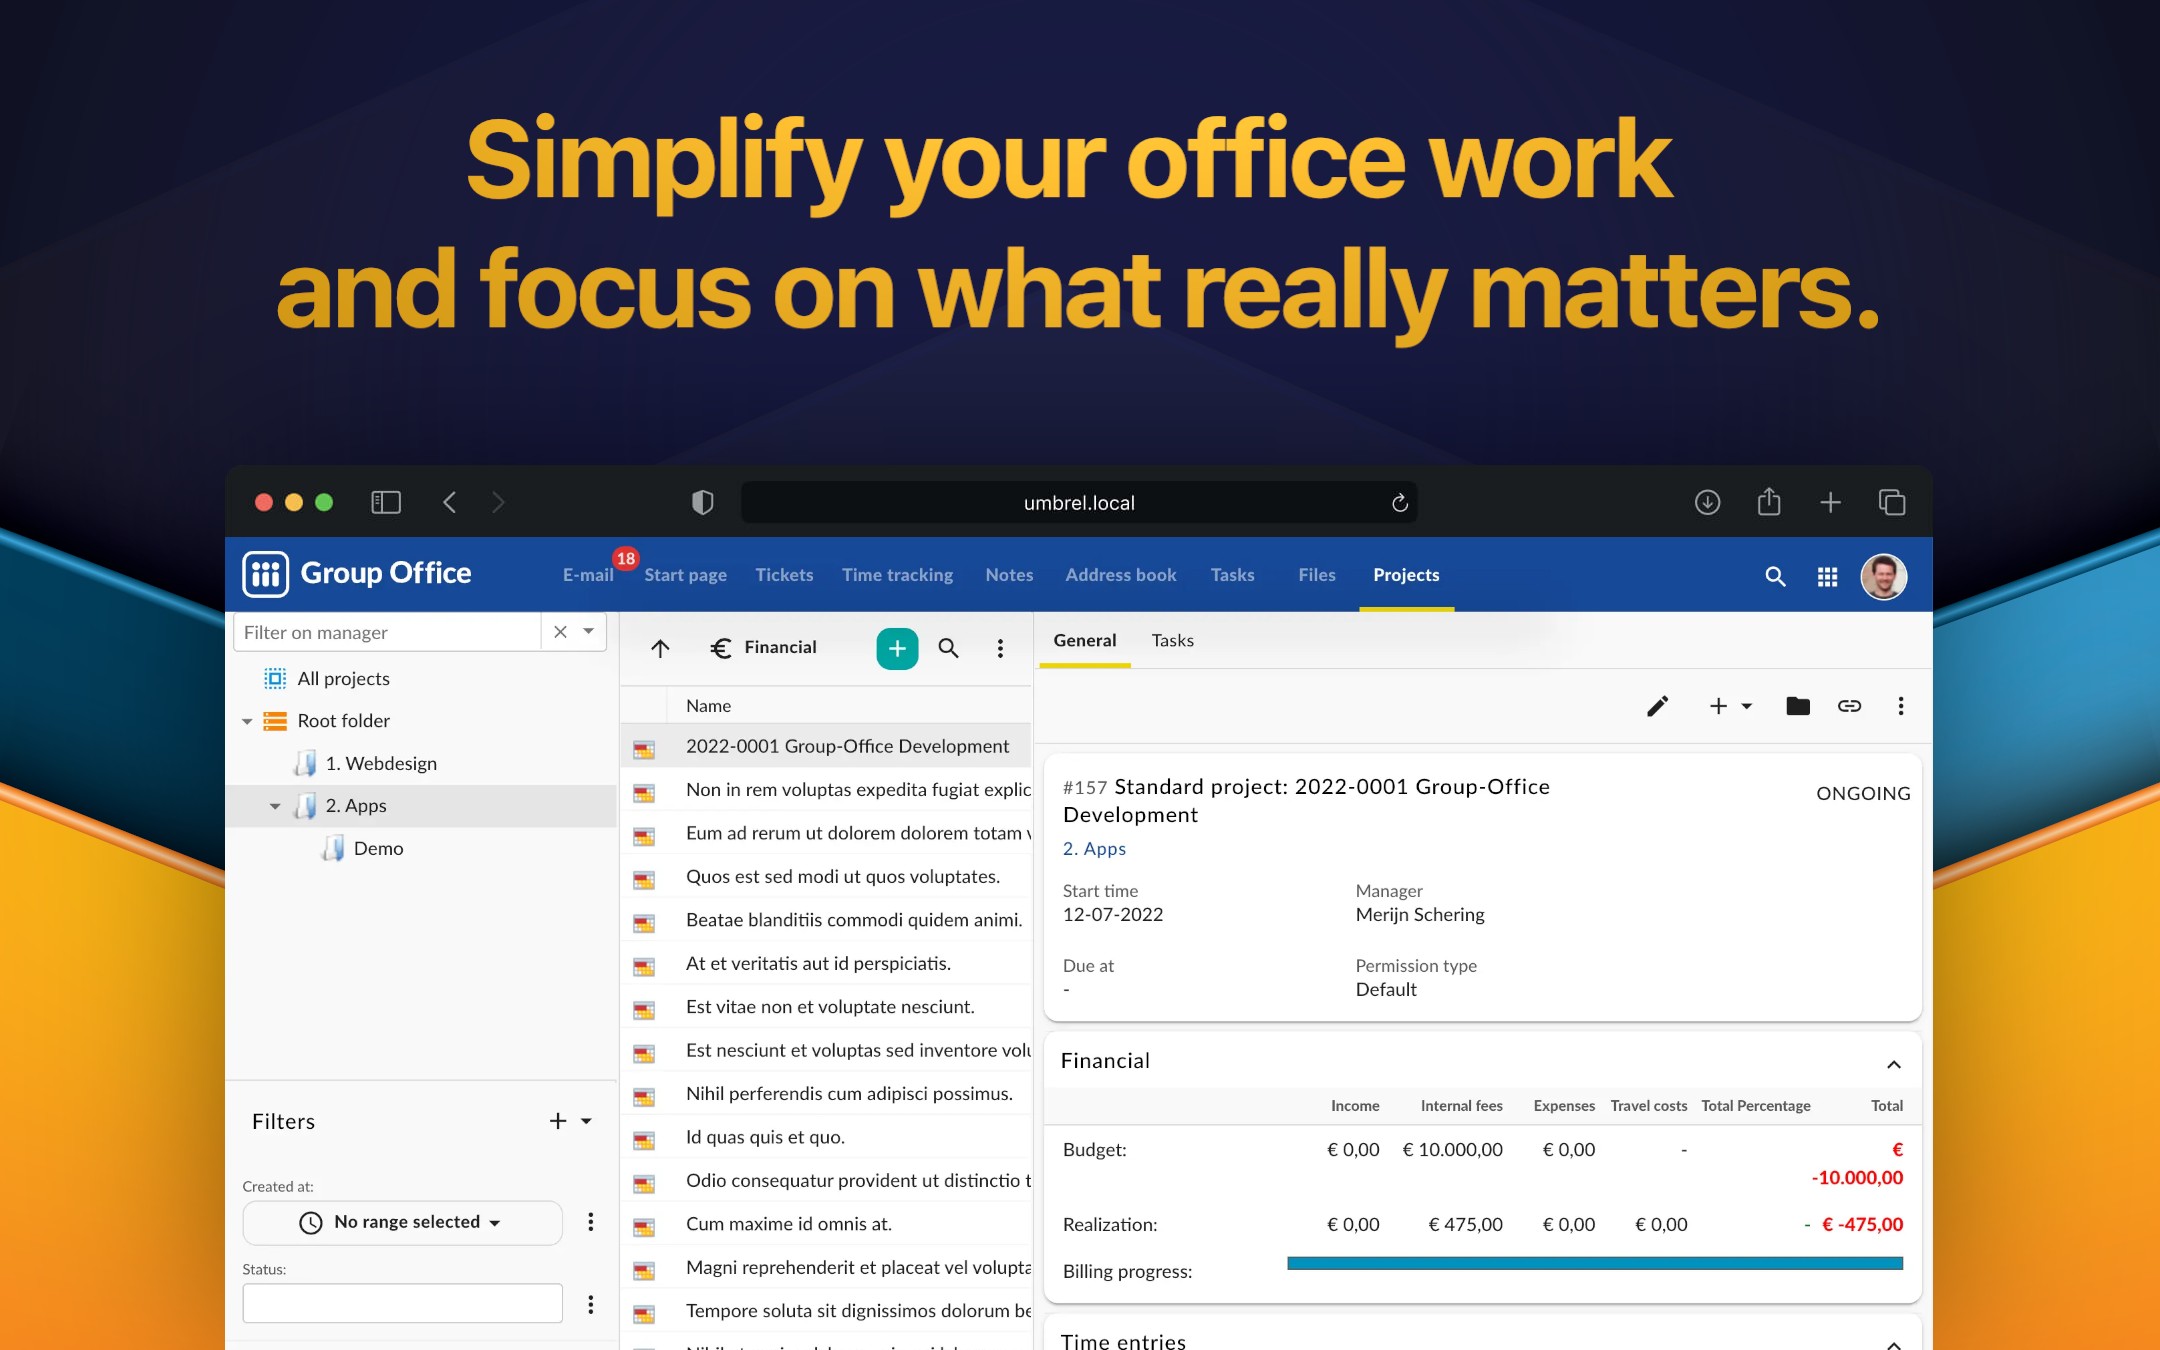 Simplify your office work
and focus on what really matters.
umbrel.local
Group Office
E-mail 18 Start page Tickets Time tracking Notes Address book Tasks Files Projects
Filter on manager
All projects
Root folder
1. Webdesign
2. Apps
Demo
Filters
Created at:
No range selected
Status:
Financial
Name
2022-0001 Group-Office Development
Non in rem voluptas expedita fugiat explic
Eum ad rerum ut dolorem dolorem totam
Quos est sed modi ut quos voluptates.
Beatae blanditiis commodi quidem animi.
At et veritatis aut id perspiciatis.
Est vitae non et voluptate nesciunt.
Est nesciunt et voluptas sed inventore volu
Nihil perferendis cum adipisci possimus.
Id quas quis et quo.
Odio consequatur provident ut distinctio t
Cum maxime id omnis at.
Magni reprehenderit et placeat vel volupta
Tempore soluta sit dignissimos dolorum be
General Tasks
#157 Standard project: 2022-0001 Group-Office
Development
ONGOING
2. Apps
Start time Manager
12-07-2022 Merijn Schering
Due at Permission type
- Default
Financial
Income Internal fees Expenses Travel costs Total Percentage Total
Budget: € 0,00 € 10.000,00 € 0,00 - €
-10.000,00
Realization: € 0,00 € 475,00 € 0,00 € 0,00 - € -475,00
Billing progress:
Time entries